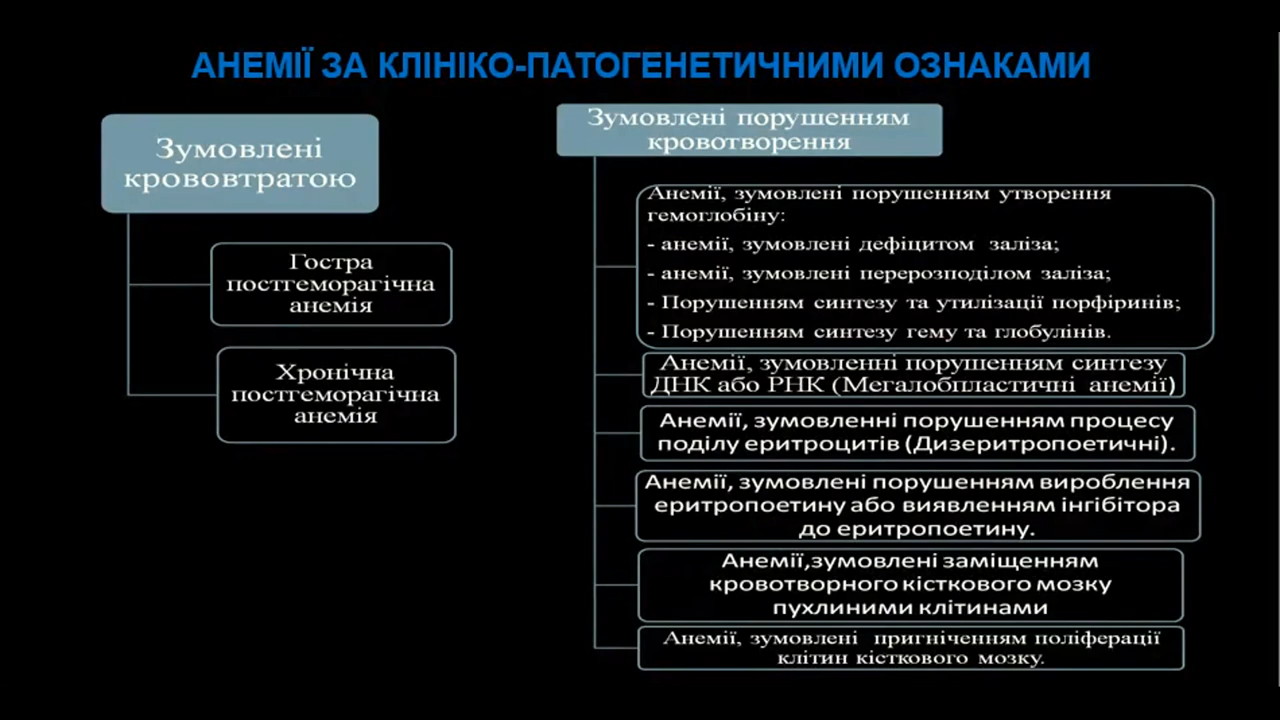 АНЕМІЇ ЗА КЛІНІКО-ПАТОГЕНЕТИЧНИМИ ОЗНАКАМИ
Зумовлені
крововтратою
Гостра
постгеморагічна
анемія
Хронічна
постгеморагічна
анемія
Зумовлені порушенням
кровотворення
Анемії, зумовлені порушенням утворення
гемоглобіну:
- анемії, зумовлені дефіцитом заліза;
- анемії, зумовлені перерозподілом заліза;
- Порушенням синтезу та утилізації порфіринів;
- Порушенням синтезу гему та глобулінів.
Анемії, зумовленні порушенням синтезу
ДНК або РНК (Мегалобпластичні анемії)
Анемії, зумовленні порушенням процесу
поділу еритроцитів (Дизеритропоетичні).
Анемії, зумовлені порушенням вироблення
еритропоетину або виявленням інгібітора
до еритропоетину.
Анемії,зумовлені заміщенням
кровотворного кісткового мозку
пухлиними клітинами
Анемії, зумовлені пригніченням поліферації
клітин кісткового мозку.